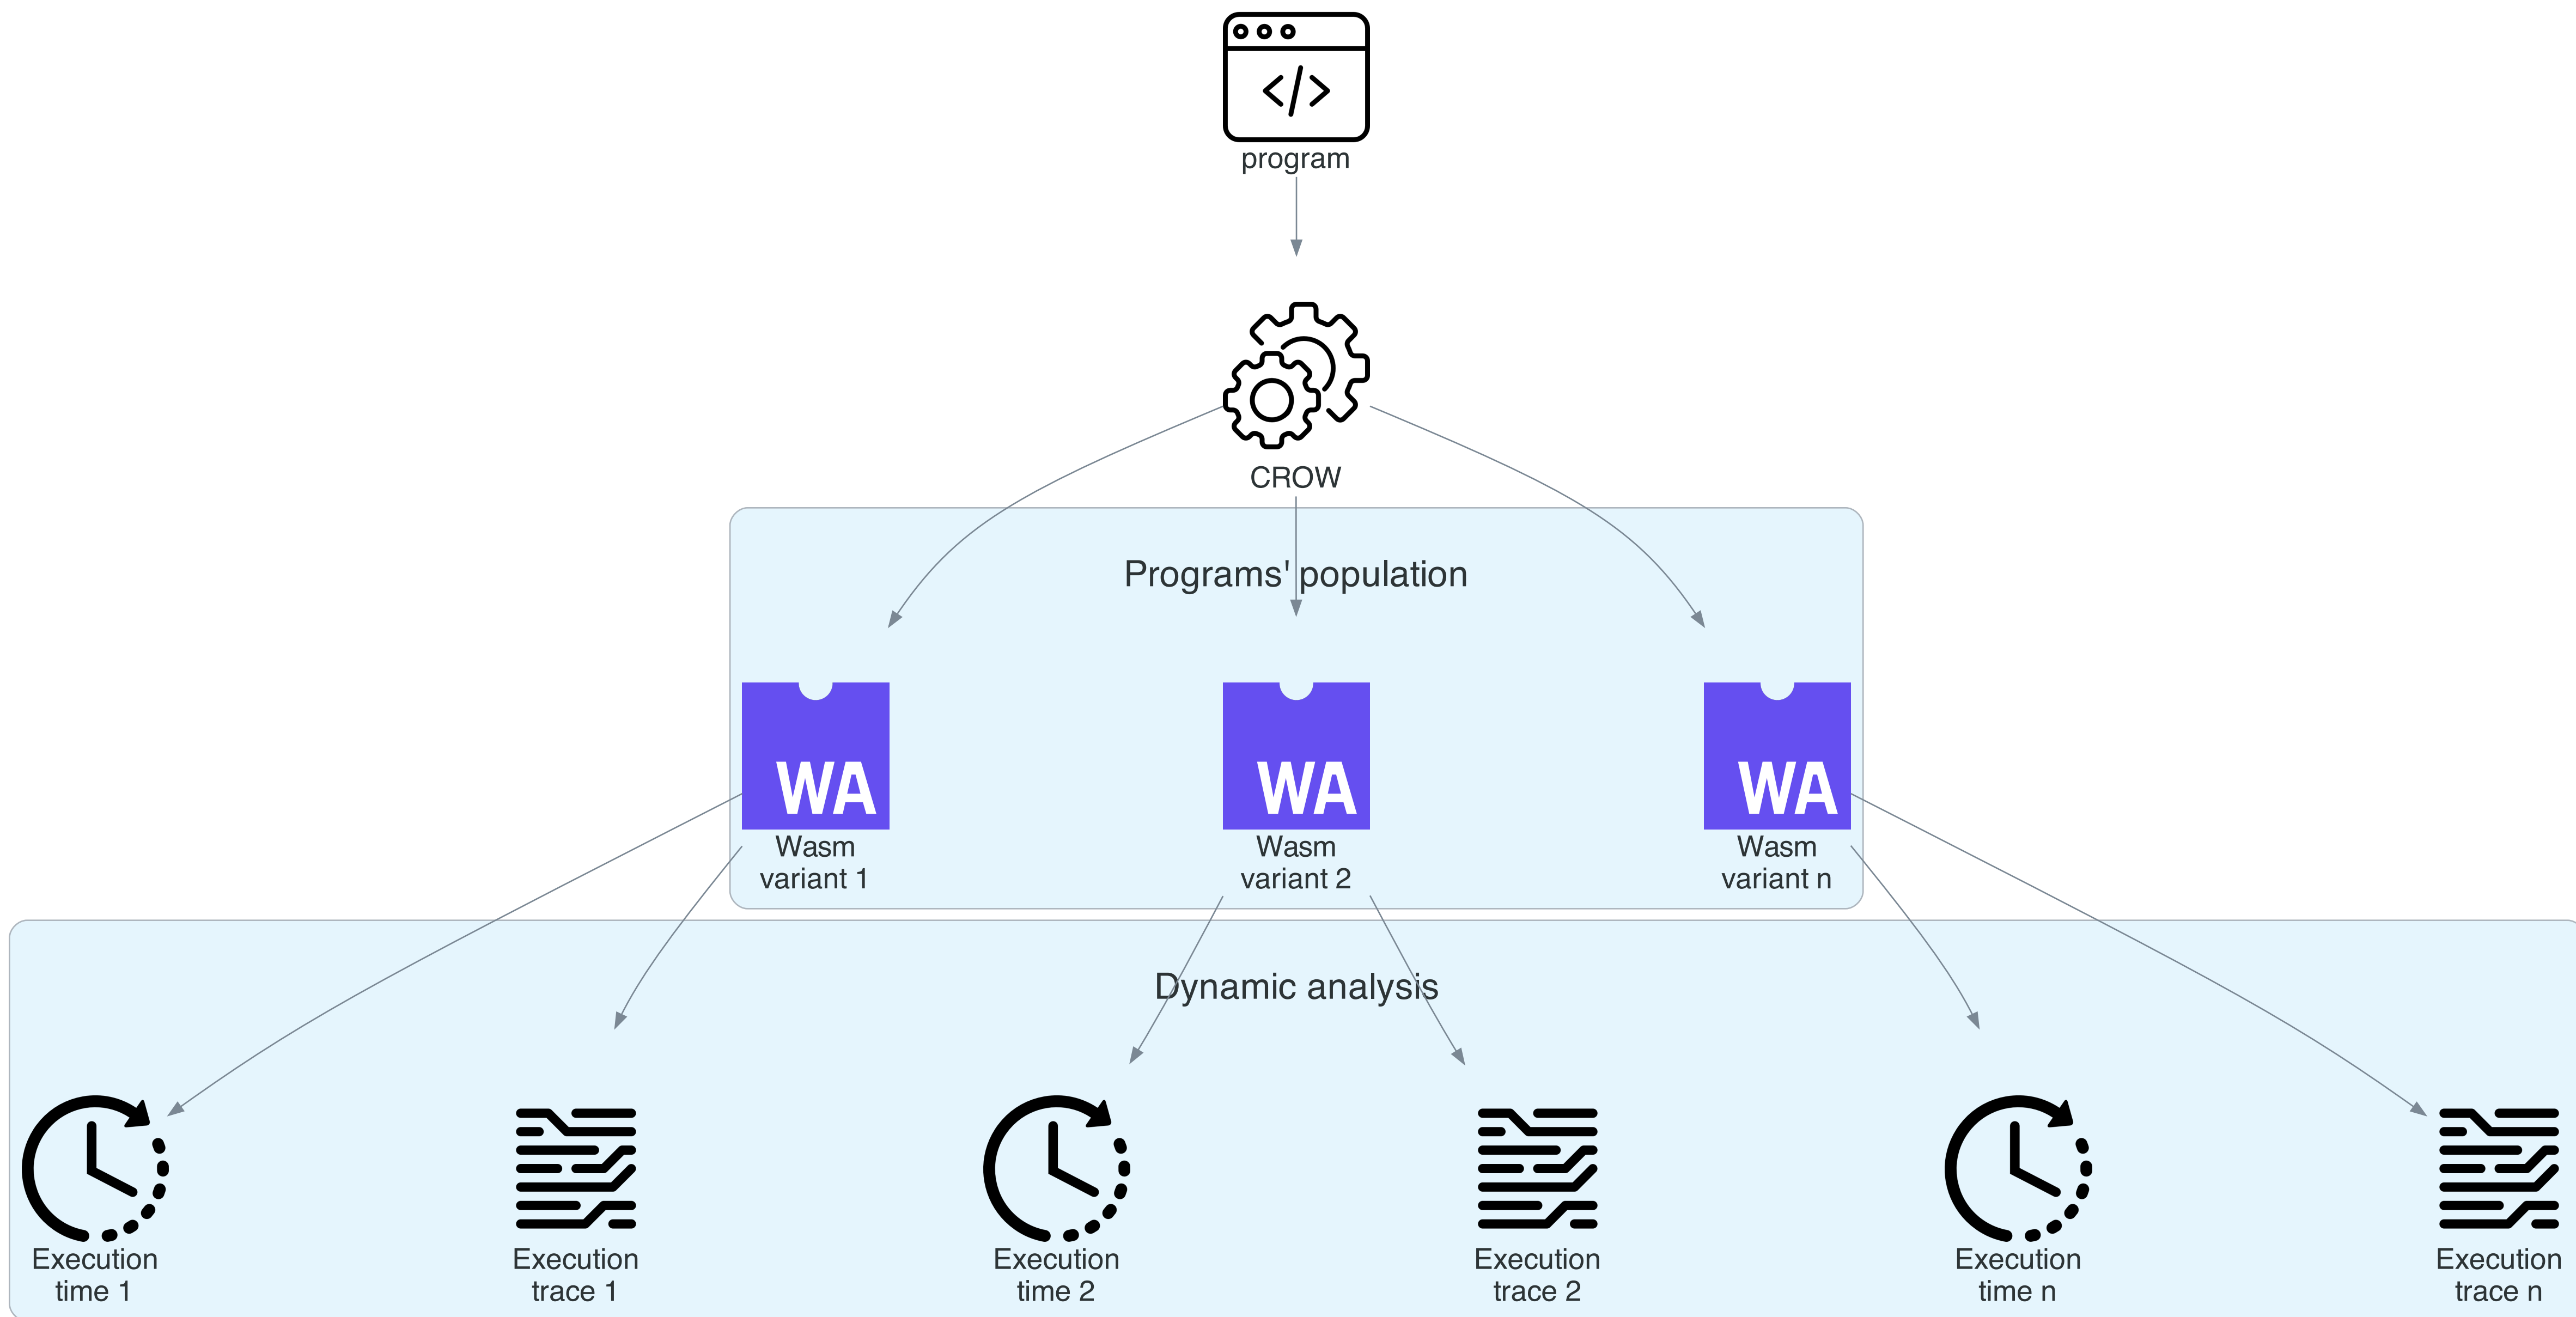 </>
program
CROW
Programs' population
WA
WA
WA
Wasm
variant 1
Wasm
variant 2
Wasm
variant n
Dynamic analysis
Execution
time 1
Execution
trace 1
Execution
time 2
Execution
trace 2
Execution
time n
Execution
trace n